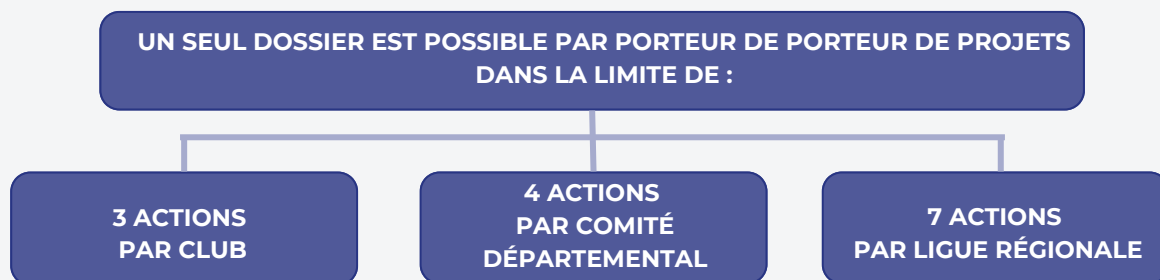 UN SEUL DOSSIER EST POSSIBLE PAR PORTEUR DE PORTEUR DE PROJETS
DANS LA LIMITE DE :
3 ACTIONS
PAR CLUB
4 ACTIONS
PAR COMITÉ
DÉPARTEMENTAL
7 ACTIONS
PAR LIGUE RÉGIONALE